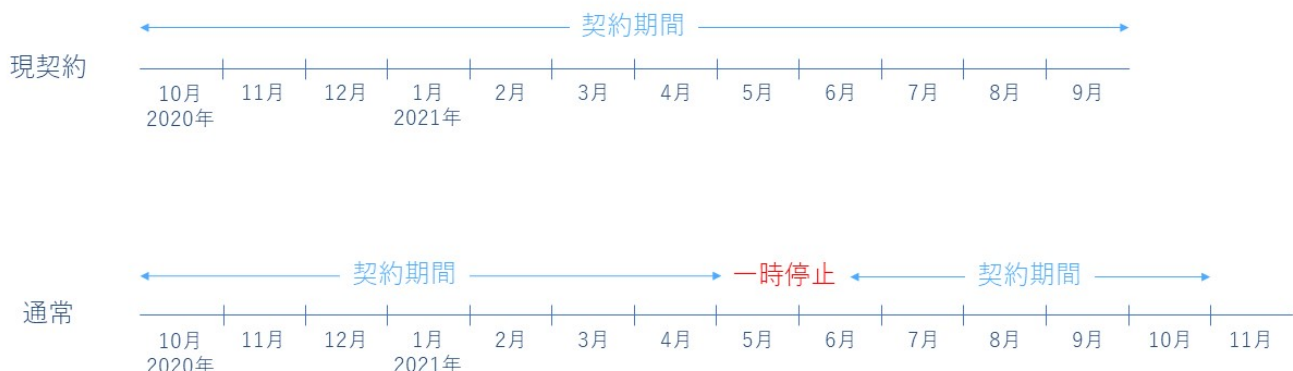 契約期間
現契約
10月 11月 12月 1月 2月 3月 4月 5月 6月 7月 8月 9月
2020年 2021年
契約期間 一時停止 契約期間
通常
10月 11月 12月 1月 2月 3月 4月 5月 6月 7月 8月 9月 10月 11月
2020年 2021年